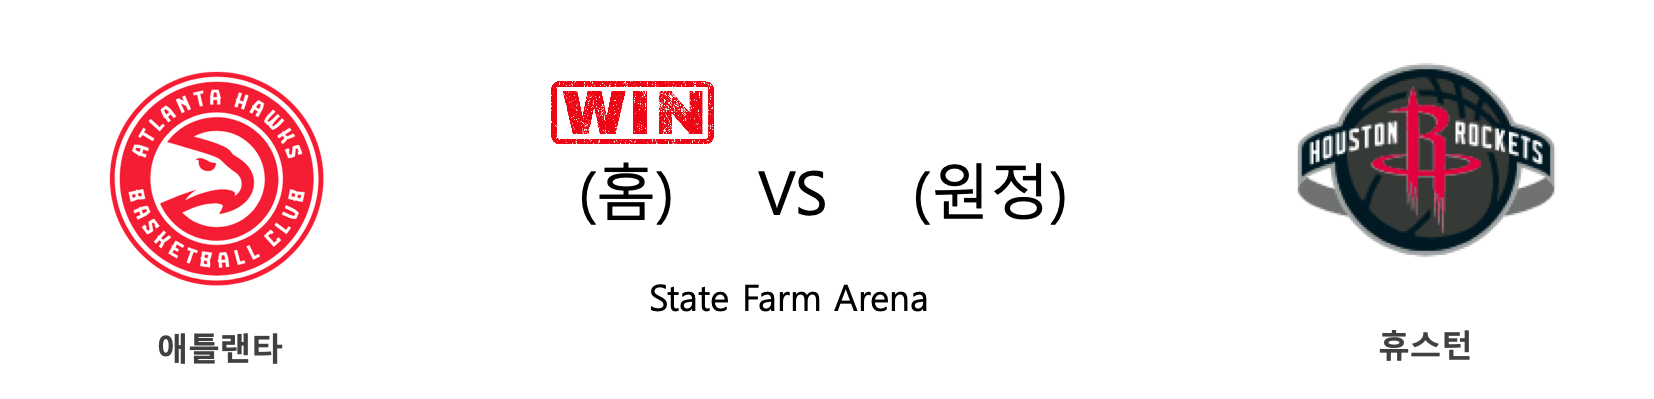 ATLANTA HAWKS
BASKETBALL CLUB
애틀랜타
WIN
(홈) VS (원정)
State Farm Arena
HOUSTON ROCKETS
휴스턴